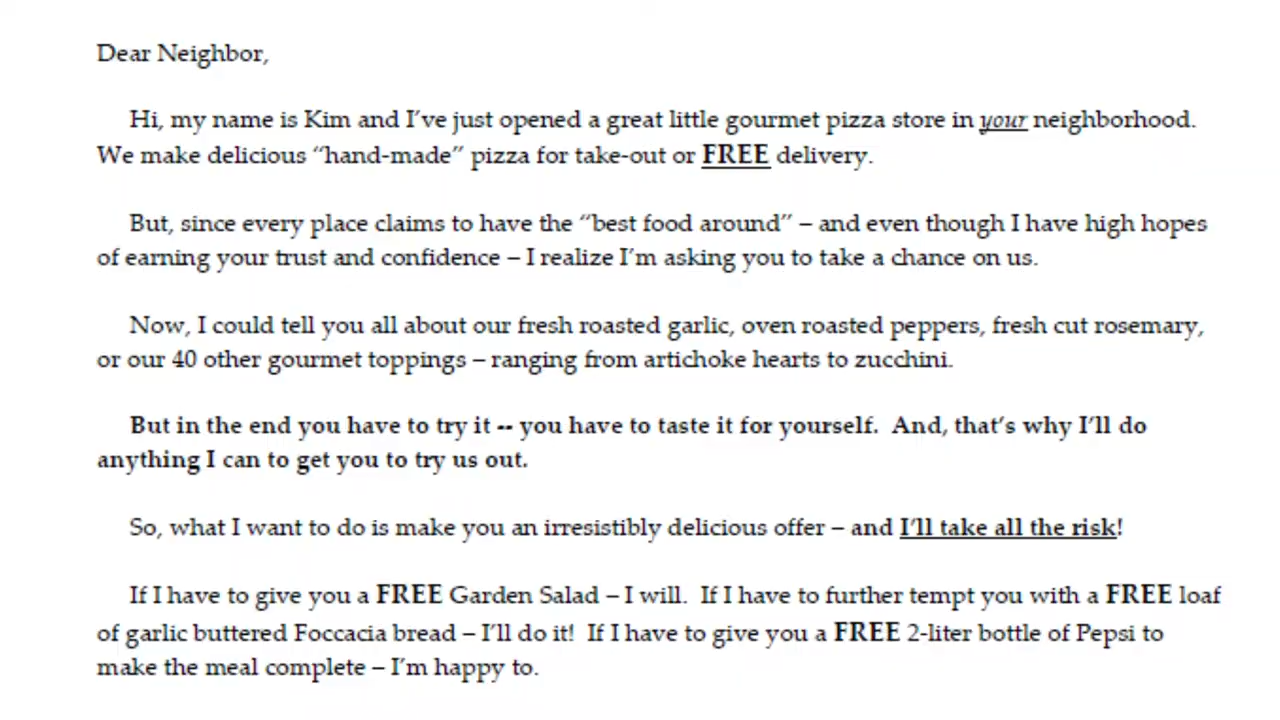 Dear Neighbor,
Hi, my name is Kim and I've just opened a great little gourmet pizza store in your neighborhood.
We make delicious "hand-made" pizza for take-out or FREE delivery.
But, since every place claims to have the "best food around" – and even though I have high hopes
of earning your trust and confidence – I realize I'm asking you to take a chance on us.
Now, I could tell you all about our fresh roasted garlic, oven roasted peppers, fresh cut rosemary,
or our 40 other gourmet toppings – ranging from artichoke hearts to zucchini.
But in the end you have to try it -- you have to taste it for yourself.  And, that's why I'll do
anything I can to get you to try us out.
So, what I want to do is make you an irresistibly delicious offer – and I'll take all the risk!
If I have to give you a FREE Garden Salad – I will.  If I have to further tempt you with a FREE loaf
of garlic buttered Foccacia bread – I'll do it!  If I have to give you a FREE 2-liter bottle of Pepsi to
make the meal complete – I'm happy to.